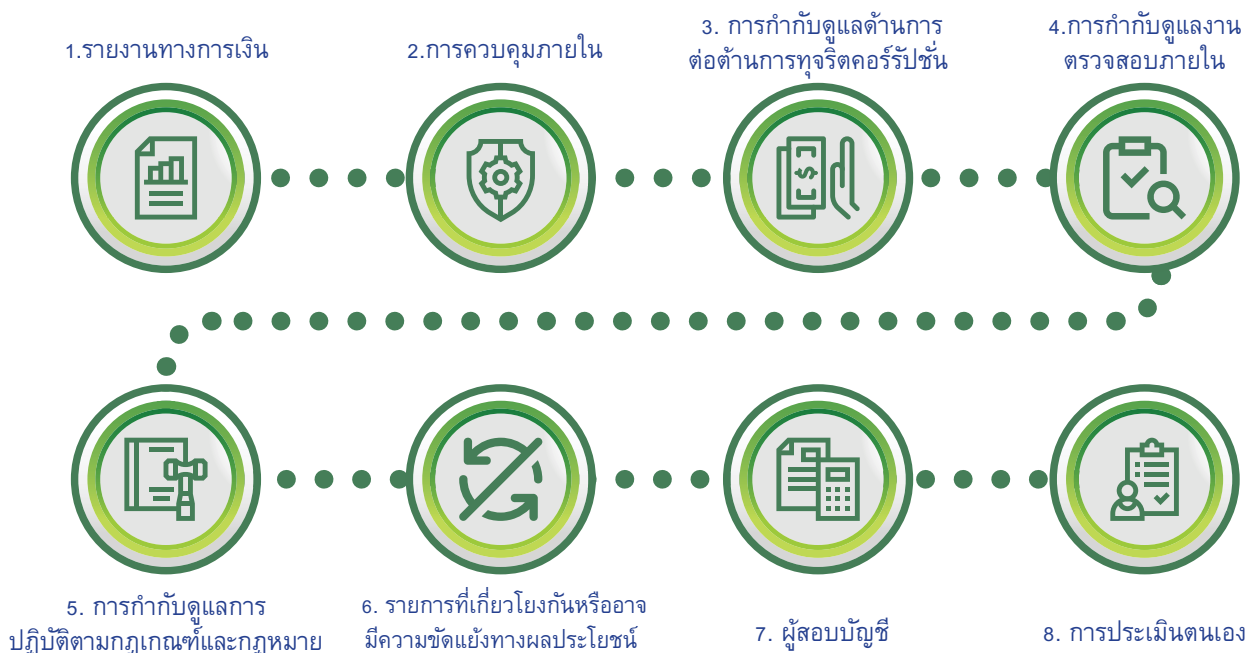 1.รายงานทางการเงิน
2.การควบคุมภายใน
3. การกำกับดูแลด้านการ
ต่อต้านการทุจริตคอร์รัปชั่น
4.การกำกับดูแลงาน
ตรวจสอบภายใน
$
5. การกำกับดูแลการ
ปฏิบัติตามกฎเกณฑ์และกฎหมาย
6. รายการที่เกี่ยวโยงกันหรืออาจ
มีความขัดแย้งทางผลประโยชน์
7. ผู้สอบบัญชี
8. การประเมินตนเอง